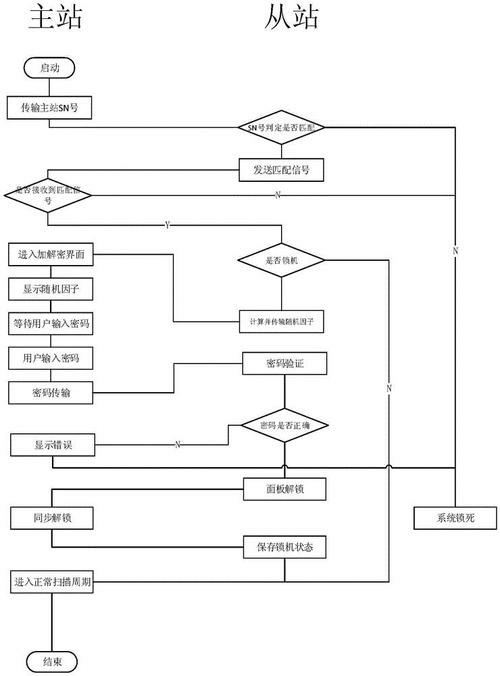 主站
从站
启动
传输主站SN号
SN号判定是否匹配
发送匹配信号
是否接收到匹配信
号
N
Y
N
进入加解密界面
是否锁机
显示随机因子
等待用户输入密码
计算并传输随机因子
用户输入密码
密码验证
密码传输
N
密码是否正确
显示错误
N
面板解锁
同步解锁
系统锁死
保存锁机状态
进入正常扫描周期
结束